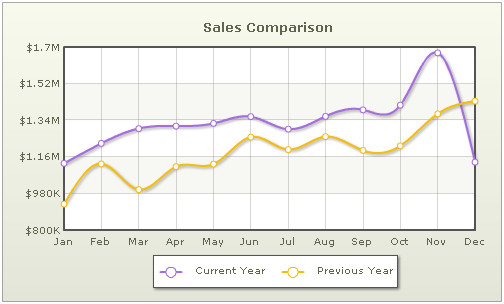 Sales Comparison
$1.7M
$1.52M
$1.34M
$1.16M
$980K
$800K
Jan Feb Mar Apr May Jun Jul Aug Sep Oct Nov Dec
Current Year Previous Year